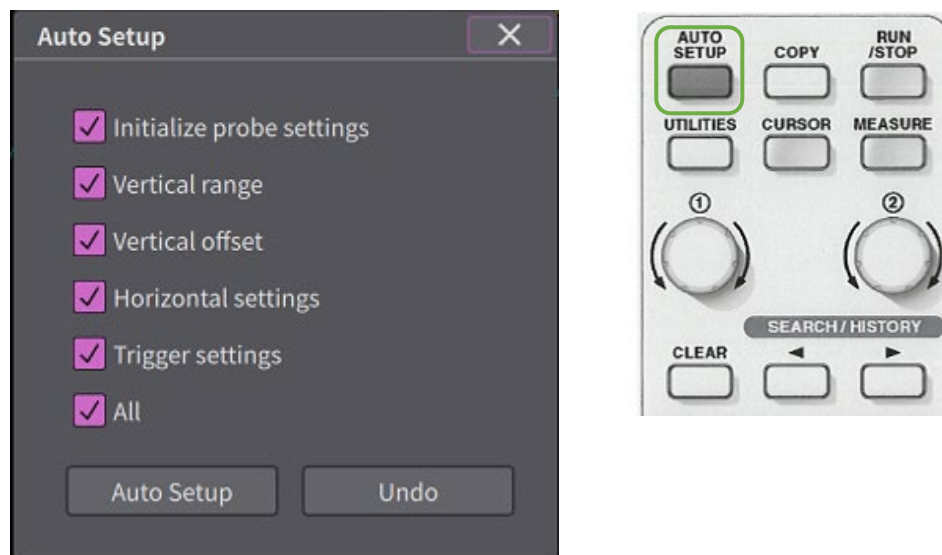 Auto Setup
Initialize probe settings
Vertical range
Vertical offset
Horizontal settings
Trigger settings
All
Auto Setup Undo
AUTO
SETUP
COPY
RUN
/STOP
UTILITIES CURSOR MEASURE
① ②
SEARCH / HISTORY
CLEAR